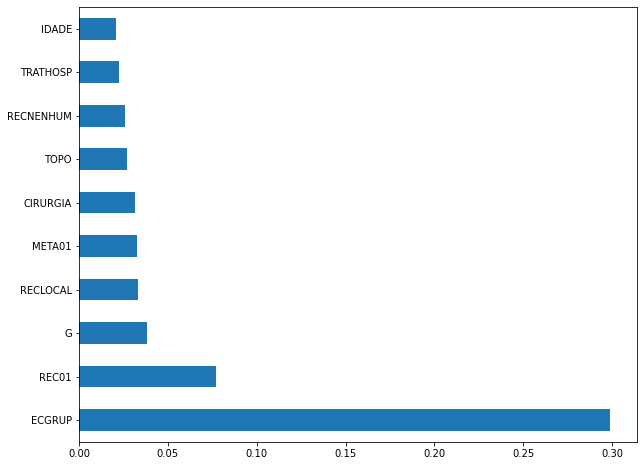 IDADE
TRATHOSP
RECNENHUM
TOPO
CIRURGIA
META01
RECLOCAL
G
REC01
ECGRUP
0.00 0.05 0.10 0.15 0.20 0.25 0.30